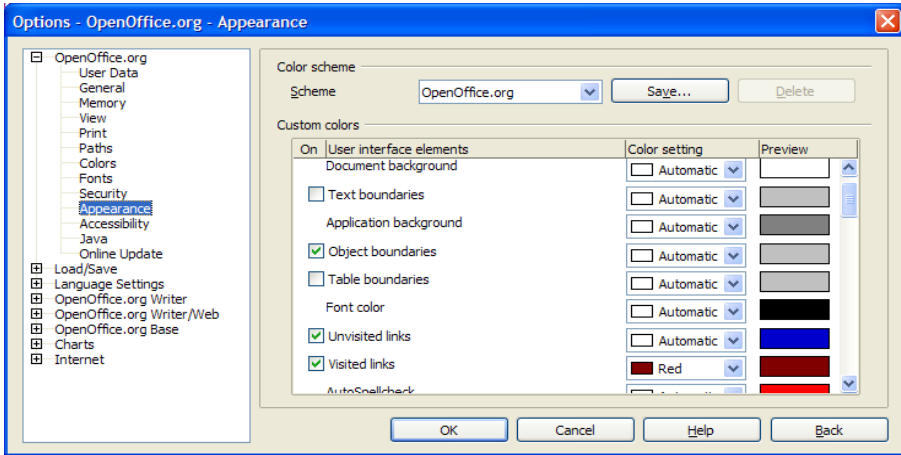 Options - OpenOffice.org - Appearance
OpenOffice.org
User Data
General
Memory
View
Print
Paths
Colors
Fonts
Security
Appearance
Accessibility
Java
Online Update
Load/Save
Language Settings
OpenOffice.org Writer
OpenOffice.org Writer/Web
OpenOffice.org Base
Charts
Internet
Color scheme
Scheme OpenOffice.org Save... Delete
Custom colors
On User interface elements Color setting Preview
Document background Automatic
Text boundaries Automatic
Application background Automatic
Object boundaries Automatic
Table boundaries Automatic
Font color Automatic
Unvisited links Automatic
Visited links Red
AutoSpellcheck Automatic
OK Cancel Help Back